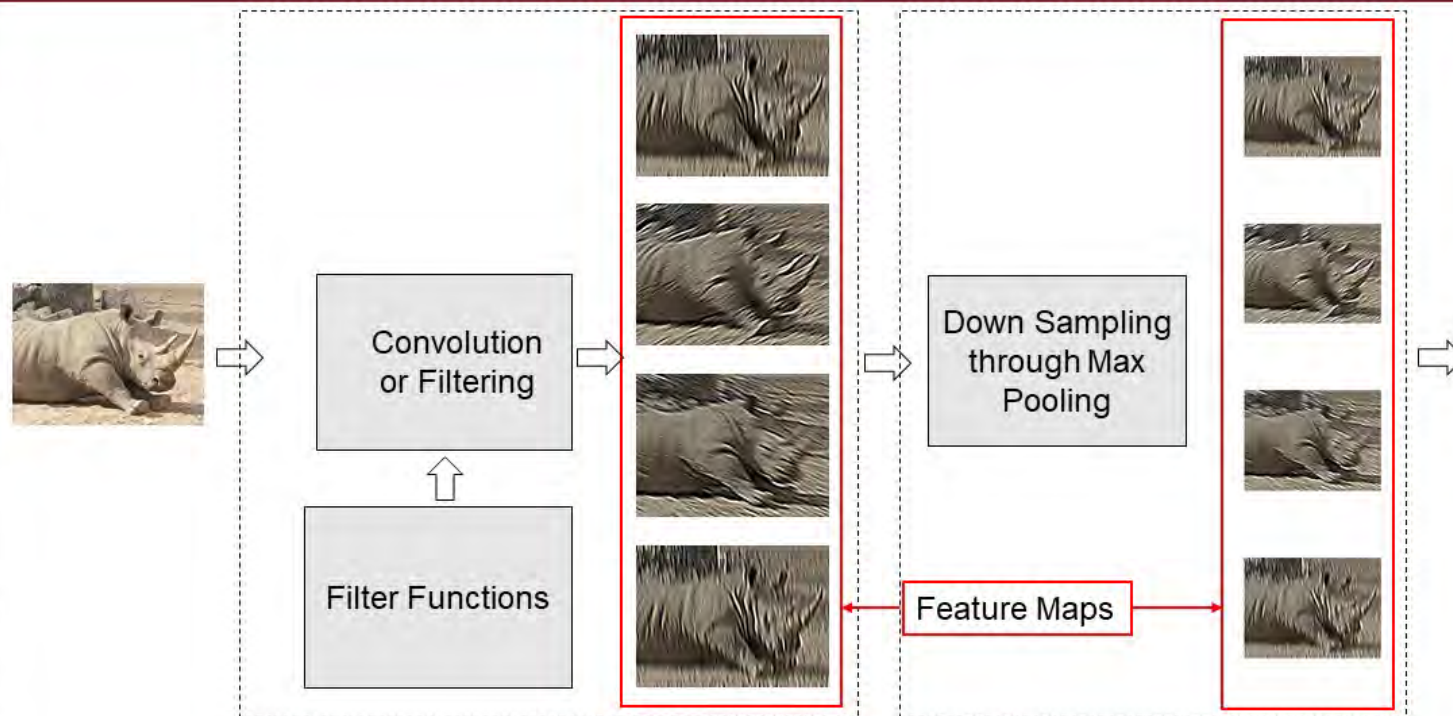 Convolution
or Filtering
Filter Functions
Down Sampling
through Max
Pooling
Feature Maps